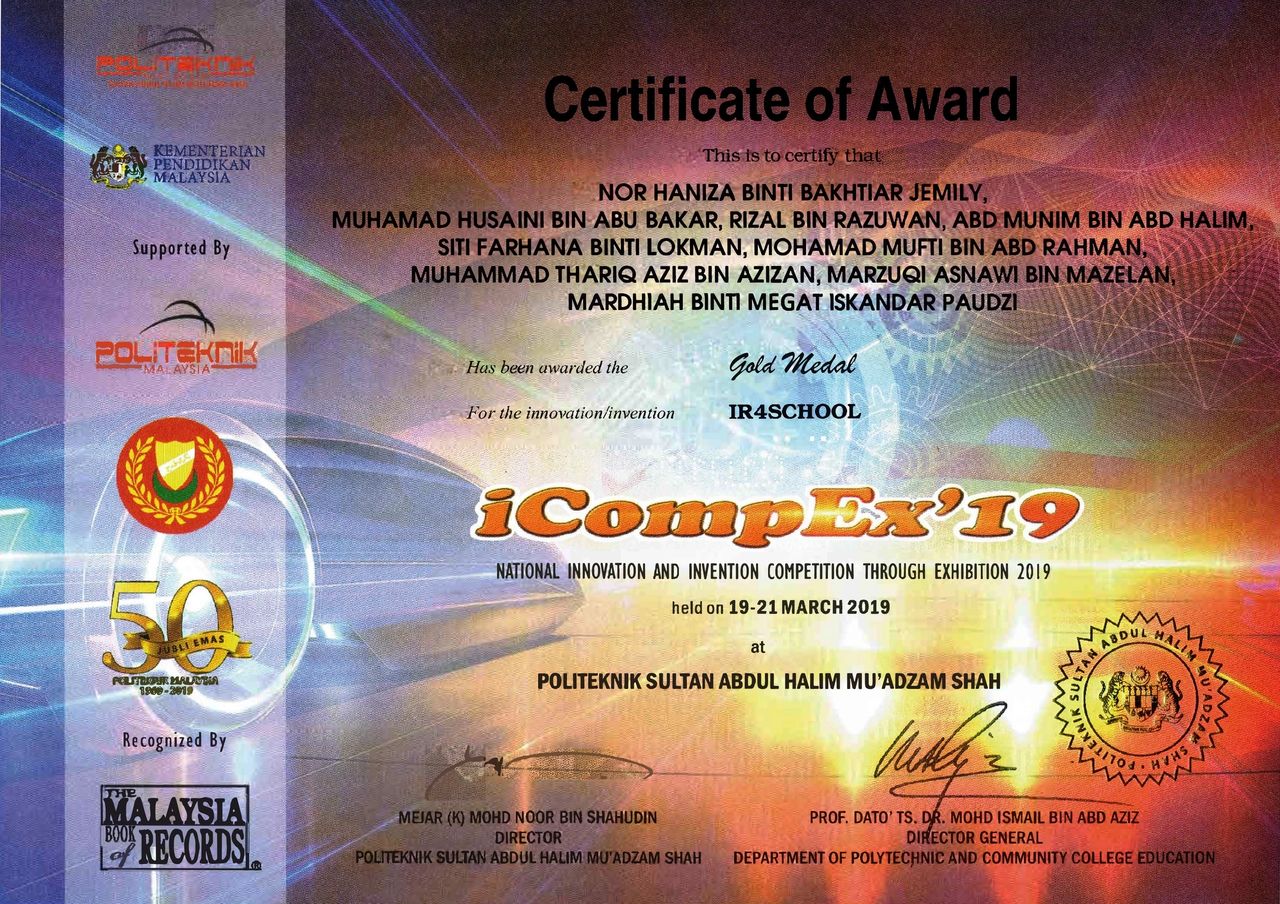 POLITEKNIK
KEMENTERIAN
PENDIDIKAN
MALAYSIA
Supported By
POLITEKNIK
MALAYSIA
50
JUBLI EMAS
POLITEKNIK MALAYSIA
1969-2019
Recognized By
THE
MALAYSIA
BOOK
of RECORDS
®
Certificate of Award
This is to certify that
NOR HANIZA BINTI BAKHTIAR JEMILY,
MUHAMAD HUSAINI BIN ABU BAKAR, RIZAL BIN RAZUWAN, ABD MUNIM BIN ABD HALIM,
SITI FARHANA BINTI LOKMAN, MOHAMAD MUFTI BIN ABD RAHMAN,
MUHAMMAD THARIQ AZIZ BIN AZIZAN, MARZUQI ASNAWI BIN MAZELAN,
MARDHIAH BINTI MEGAT ISKANDAR PAUDZI
Has been awarded the Gold Medal
For the innovation/invention IR4SCHOOL
iCompEx'19
NATIONAL INNOVATION AND INVENTION COMPETITION THROUGH EXHIBITION 2019
held on 19-21 MARCH 2019
at
POLITEKNIK SULTAN ABDUL HALIM MU'ADZAM SHAH
POLITEKNIK SULTAN ABDUL HALIM MU'ADZAM SHAH
MEJAR (K) MOHD NOOR BIN SHAHUDIN
DIRECTOR
POLITEKNIK SULTAN ABDUL HALIM MU'ADZAM SHAH
PROF. DATO' TS. DR. MOHD ISMAIL BIN ABD AZIZ
DIRECTOR GENERAL
DEPARTMENT OF POLYTECHNIC AND COMMUNITY COLLEGE EDUCATION